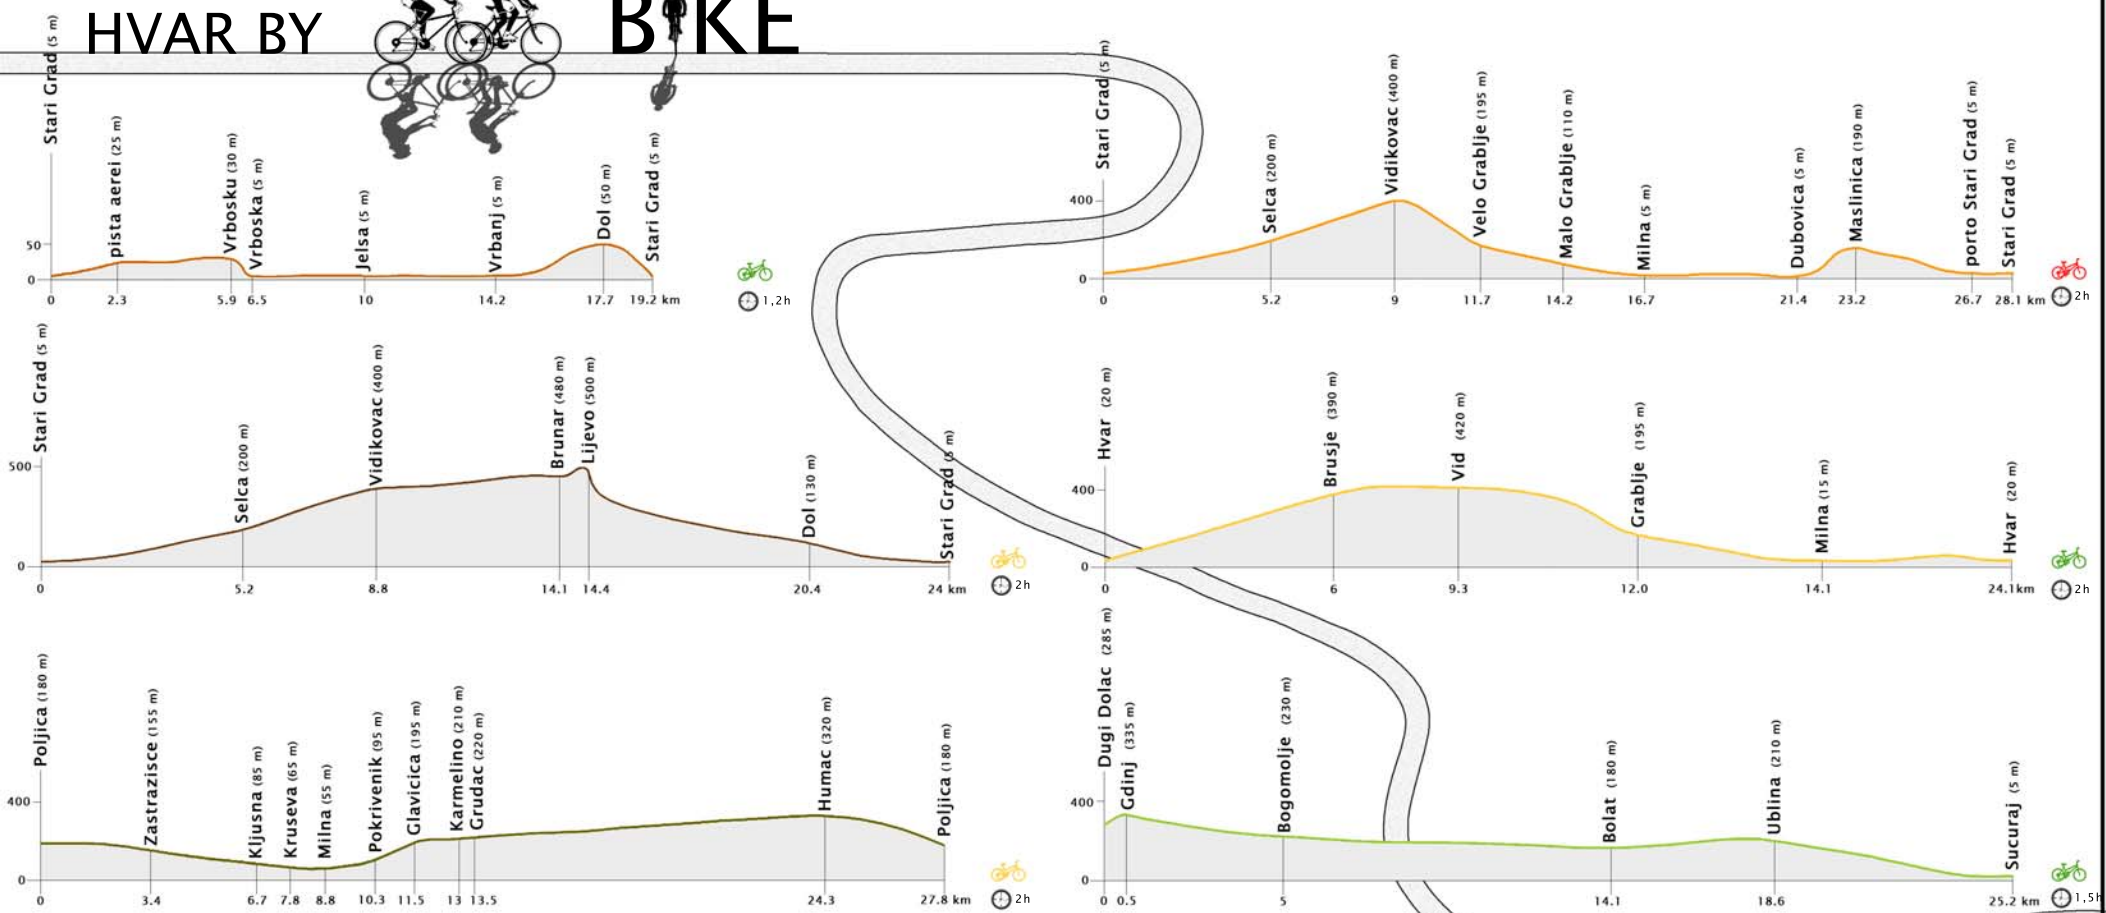 HVAR BY BIKE
Stari Grad (5 m)
pista aerei (25 m)
Vrbosku (30 m)
Vrboska (5 m)
Jelsa (5 m)
Vrbanj (5 m)
Dol (50 m)
Stari Grad (5 m)
50
0
0 2.3 5.9 6.5 10 14.2 17.7 19.2 km
1,2h
Stari Grad (5 m)
Selca (200 m)
Vidikovac (400 m)
Velo Grablje (195 m)
Malo Grablje (110 m)
Milna (5 m)
Dubovica (5 m)
Maslinica (190 m)
porto Stari Grad (5 m)
Stari Grad (5 m)
400
0
0 5.2 9 11.7 14.2 16.7 21.4 23.2 26.7 28.1 km
2h
Stari Grad (5 m)
Selca (200 m)
Vidikovac (400 m)
Brunar (480 m)
Lijevo (500 m)
Dol (130 m)
Stari Grad (5 m)
500
0
0 5.2 8.8 14.1 14.4 20.4 24 km
2h
Hvar (20 m)
Brusje (390 m)
Vid (420 m)
Grablje (195 m)
Milna (15 m)
Hvar (20 m)
400
0
0 6 9.3 12.0 14.1 24.1km
2h
Poljica (180 m)
Zastrazisce (155 m)
Kljusna (85 m)
Kruseva (65 m)
Milna (55 m)
Pokrivenik (95 m)
Glavicica (195 m)
Karmelino (210 m)
Grudac (220 m)
Humac (320 m)
Poljica (180 m)
400
0
0 3.4 6.7 7.8 8.8 10.3 11.5 13 13.5 24.3 27.8 km
2h
Dugi Dolac (285 m)
Gdinj (335 m)
Bogomolje (230 m)
Bolat (180 m)
Ublina (210 m)
Sucuraj (5 m)
400
0
0 0.5 5 14.1 18.6 25.2 km
1,5h